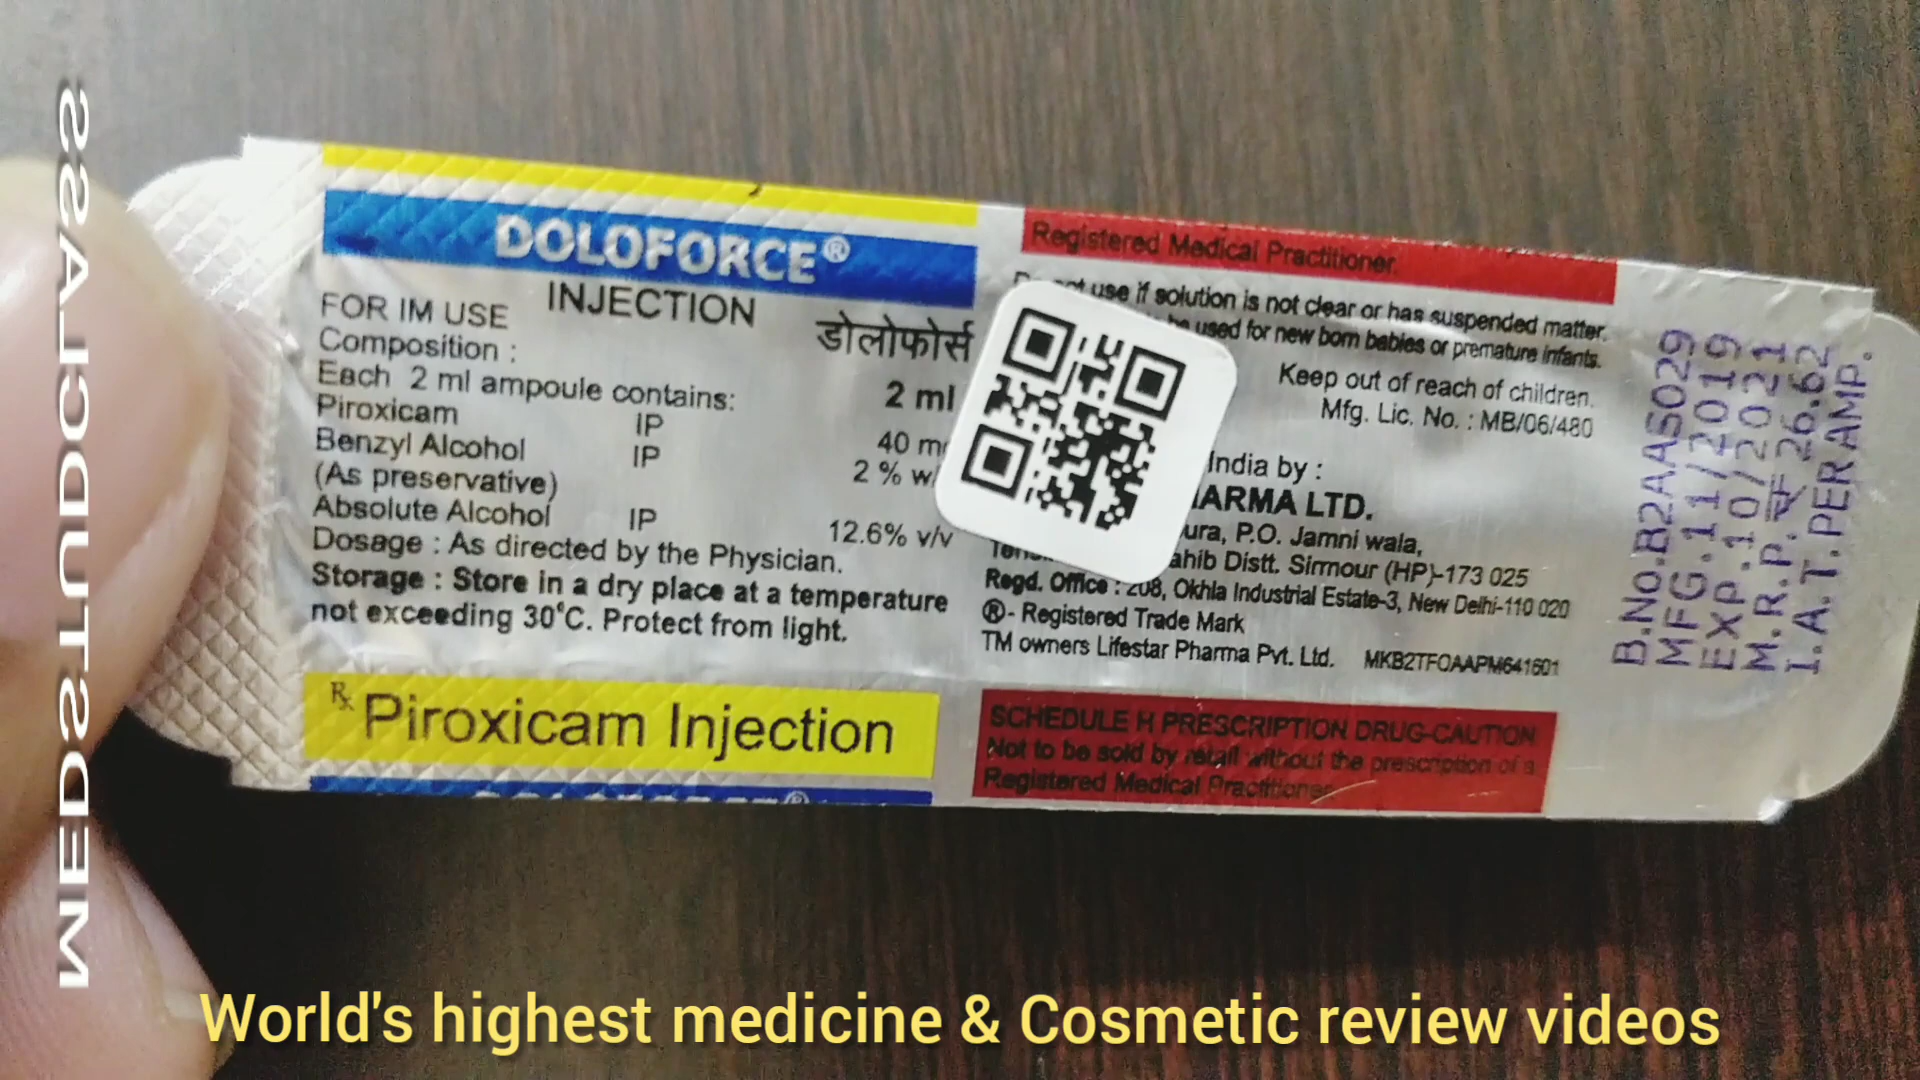 MEDSTUDCLASS
DOLOFORCE®
INJECTION
FOR IM USE
डोलोफोर्स
Composition :
Each 2 ml ampoule contains:
2 ml
Piroxicam IP 40 m
Benzyl Alcohol IP 2 % w
(As preservative)
Absolute Alcohol IP 12.6% v/v
Dosage : As directed by the Physician.
Storage : Store in a dry place at a temperature
not exceeding 30°C. Protect from light.
Rx Piroxicam Injection
Registered Medical Practitioner.
use if solution is not clear or has suspended matter.
be used for new born babies or premature infants.
Keep out of reach of children.
Mfg. Lic. No. : MB/06/480
India by :
ARMA LTD.
ura, P.O. Jamni wala,
ahib Distt. Sirmour (HP)-173 025
Regd. Office : 208, Okhla Industrial Estate-3, New Delhi-110 020
®- Registered Trade Mark
TM owners Lifestar Pharma Pvt. Ltd. MKB2TFOAAPM641601
SCHEDULE H PRESCRIPTION DRUG-CAUTION
Not to be sold by retail without the prescription of a
Registered Medical Practitioner.
B.No.B2AAS029
MFG.11/2019
EXP.10/2021
M.R.P.₹26.62
I.A.T.PER AMP.
World's highest medicine & Cosmetic review videos